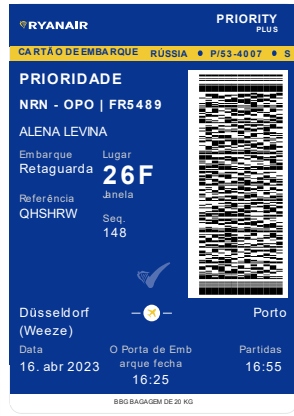 RYANAIR
PRIORITY
PLUS
CARTÃO DE EMBARQUE RÚSSIA • P/53-4007 • S
PRIORIDADE
NRN - OPO | FR5489
ALENA LEVINA
Embarque Lugar
Retaguarda 26F
Janela
Referência
QHSHRW Seq.
148
Düsseldorf Porto
(Weeze)
Data O Porta de Emb Partidas
arque fecha
16. abr 2023 16:25 16:55
BBG BAGAGEM DE 20 KG